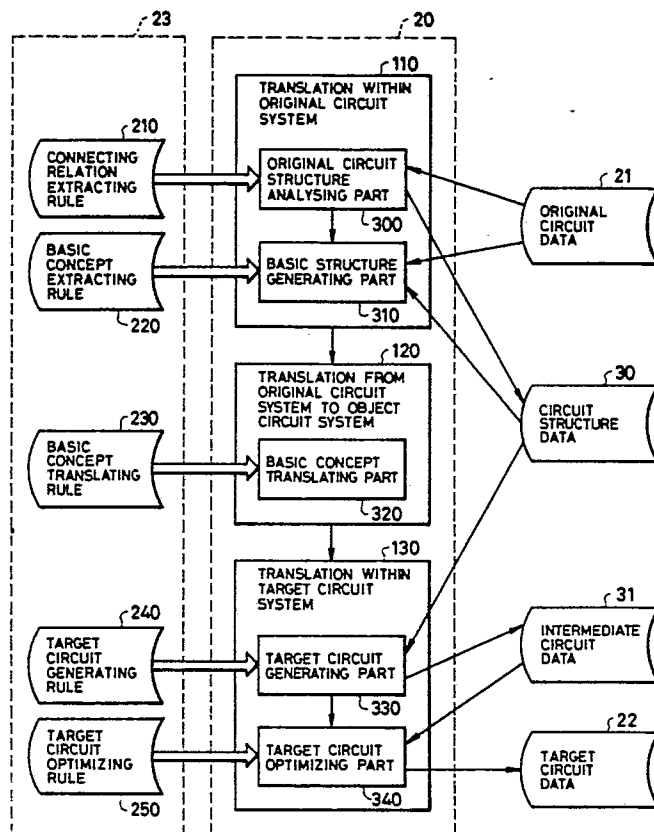 23
20
110
TRANSLATION WITHIN
ORIGINAL CIRCUIT
SYSTEM
210
CONNECTING
RELATION
EXTRACTING
RULE
ORIGINAL CIRCUIT
STRUCTURE
ANALYSING PART
300
21
ORIGINAL
CIRCUIT
DATA
BASIC
CONCEPT
EXTRACTING
RULE
220
BASIC STRUCTURE
GENERATING PART
310
120
TRANSLATION FROM
ORIGINAL CIRCUIT
SYSTEM TO OBJECT
CIRCUIT SYSTEM
30
CIRCUIT
STRUCTURE
DATA
230
BASIC
CONCEPT
TRANSLATING
RULE
BASIC CONCEPT
TRANSLATING PART
320
130
TRANSLATION WITHIN
TARGET CIRCUIT
SYSTEM
31
INTERMEDIATE
CIRCUIT
DATA
240
TARGET
CIRCUIT
GENERATING
RULE
TARGET CIRCUIT
GENERATING PART
330
22
TARGET
CIRCUIT
DATA
TARGET
CIRCUIT
OPTIMIZING
RULE
250
TARGET CIRCUIT
OPTIMIZING PART
340